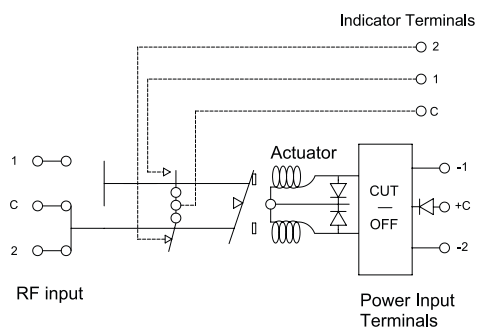 Indicator Terminals
2
1
C
Actuator
1
C
2
CUT
OFF
-1
+C
-2
RF input
Power Input
Terminals